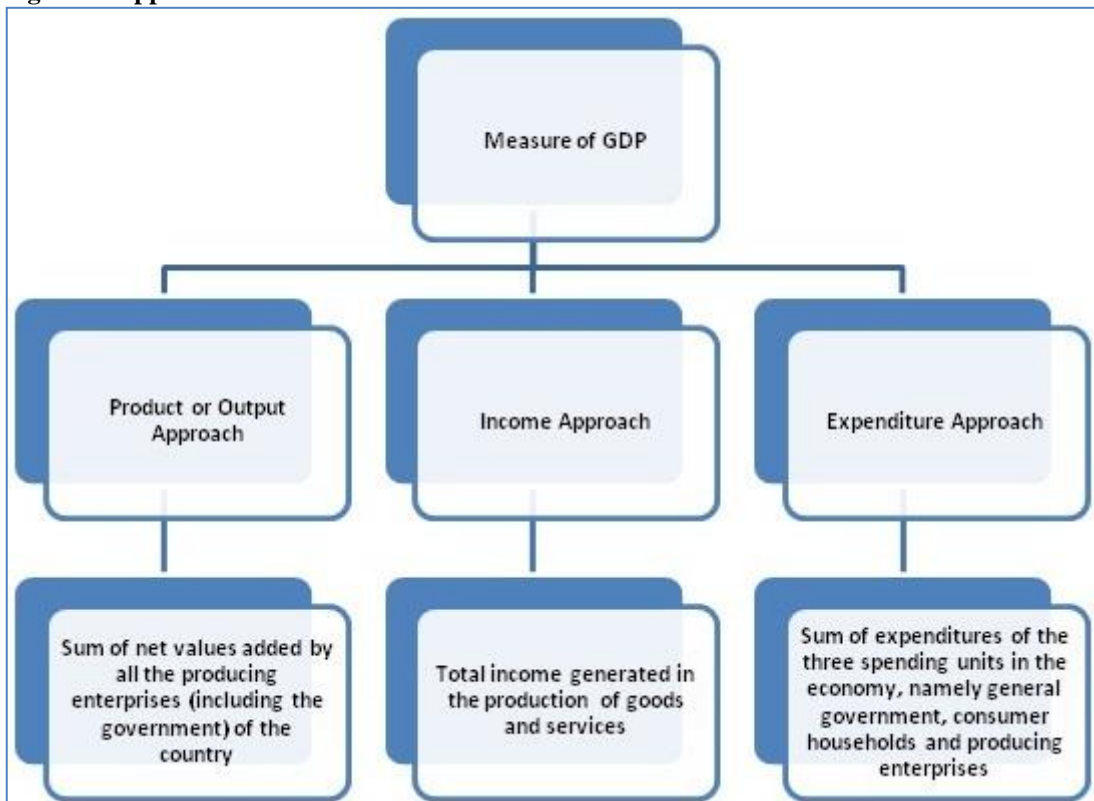 Measure of GDP
Product or Output
Approach
Income Approach
Expenditure Approach
Sum of net values added by
all the producing
enterprises (including the
government) of the
country
Total income generated in
the production of goods
and services
Sum of expenditures of the
three spending units in the
economy, namely general
government, consumer
households and producing
enterprises